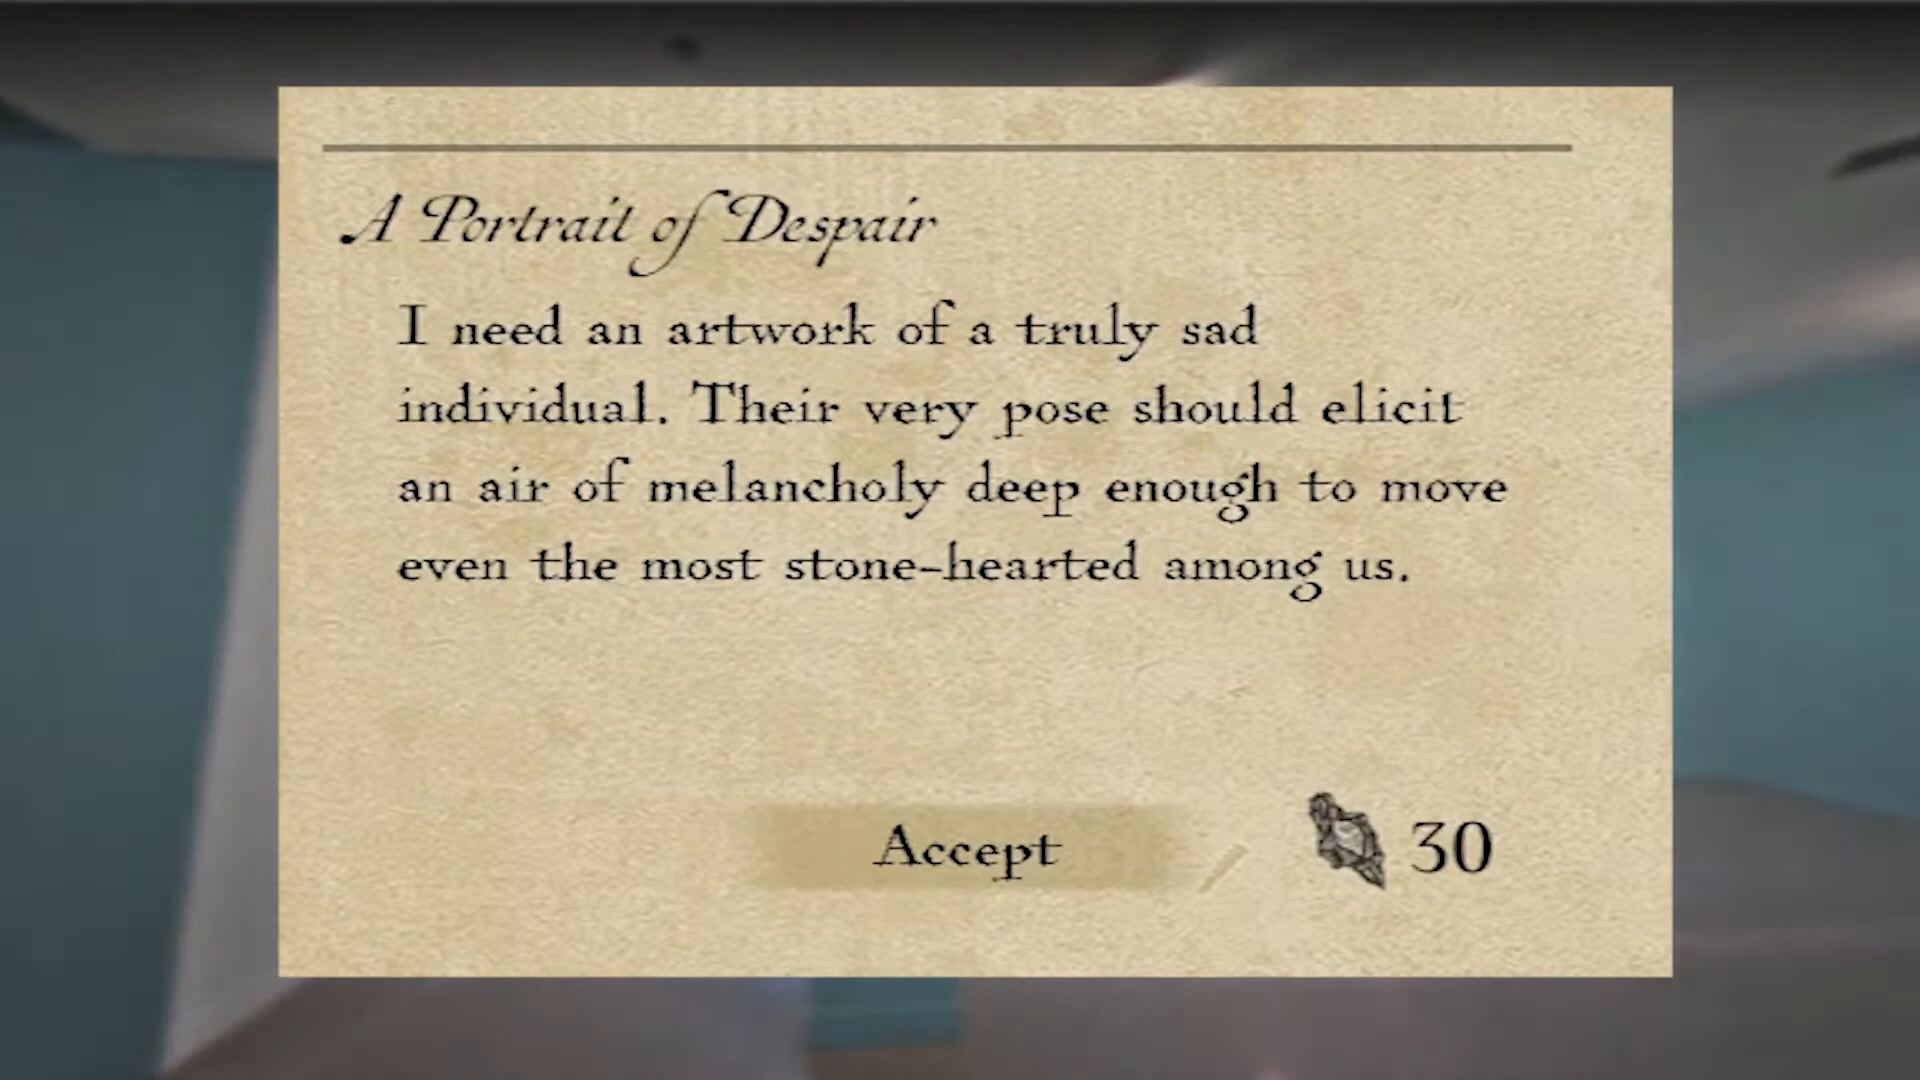 A Portrait of Despair
I need an artwork of a truly sad
individual. Their very pose should elicit
an air of melancholy deep enough to move
even the most stone-hearted among us.
Accept
30